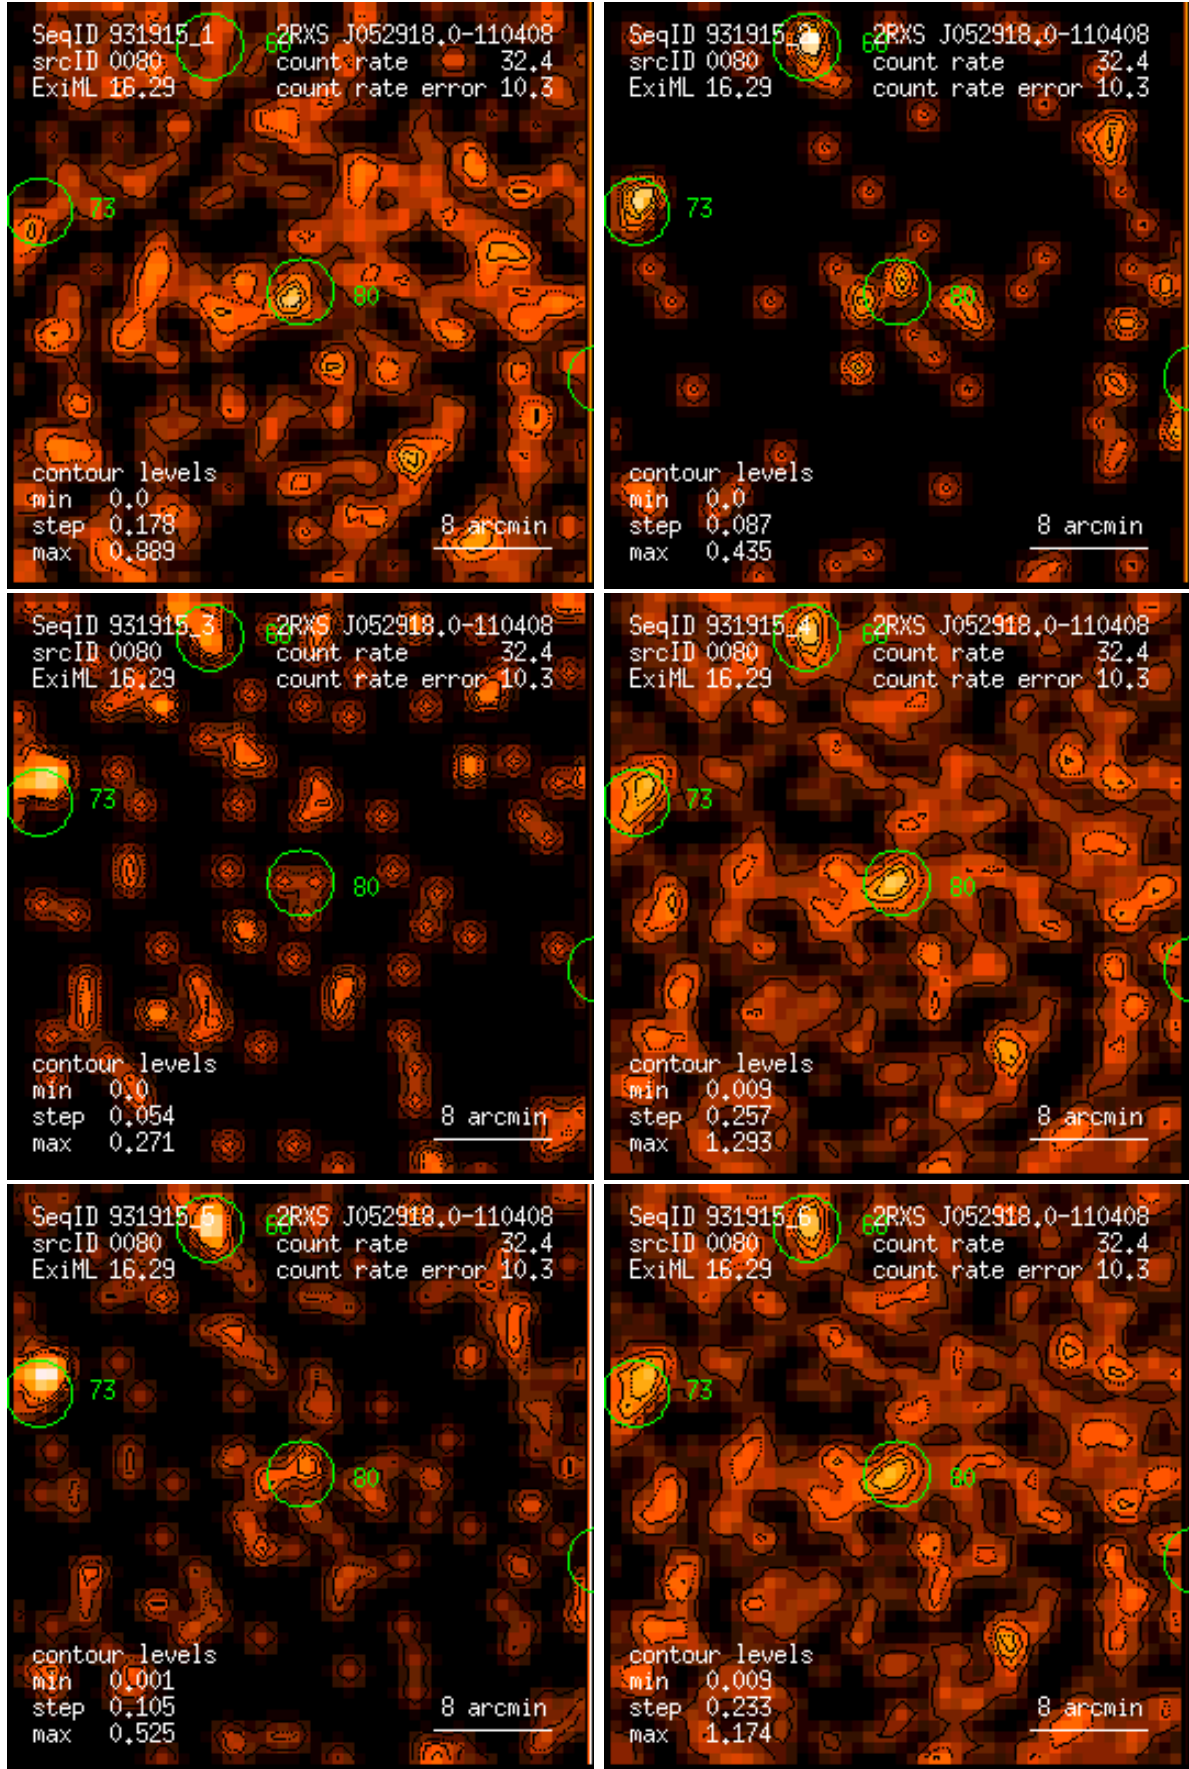 SeqID 931915_1 60 2RXS J052918.0-110408
srcID 0080 count rate 32.4
ExiML 16.29 count rate error 10.3
73
80
contour levels
min 0.0
step 0.178
max 0.889
8 arcmin
SeqID 931915_2 60 2RXS J052918.0-110408
srcID 0080 count rate 32.4
ExiML 16.29 count rate error 10.3
73
80
contour levels
min 0.0
step 0.087
max 0.435
8 arcmin
SeqID 931915_3 60 2RXS J052918.0-110408
srcID 0080 count rate 32.4
ExiML 16.29 count rate error 10.3
73
80
contour levels
min 0.0
step 0.054
max 0.271
8 arcmin
SeqID 931915_4 60 2RXS J052918.0-110408
srcID 0080 count rate 32.4
ExiML 16.29 count rate error 10.3
73
80
contour levels
min 0.009
step 0.257
max 1.293
8 arcmin
SeqID 931915_5 60 2RXS J052918.0-110408
srcID 0080 count rate 32.4
ExiML 16.29 count rate error 10.3
73
80
contour levels
min 0.001
step 0.105
max 0.525
8 arcmin
SeqID 931915_6 60 2RXS J052918.0-110408
srcID 0080 count rate 32.4
ExiML 16.29 count rate error 10.3
73
80
contour levels
min 0.009
step 0.233
max 1.174
8 arcmin